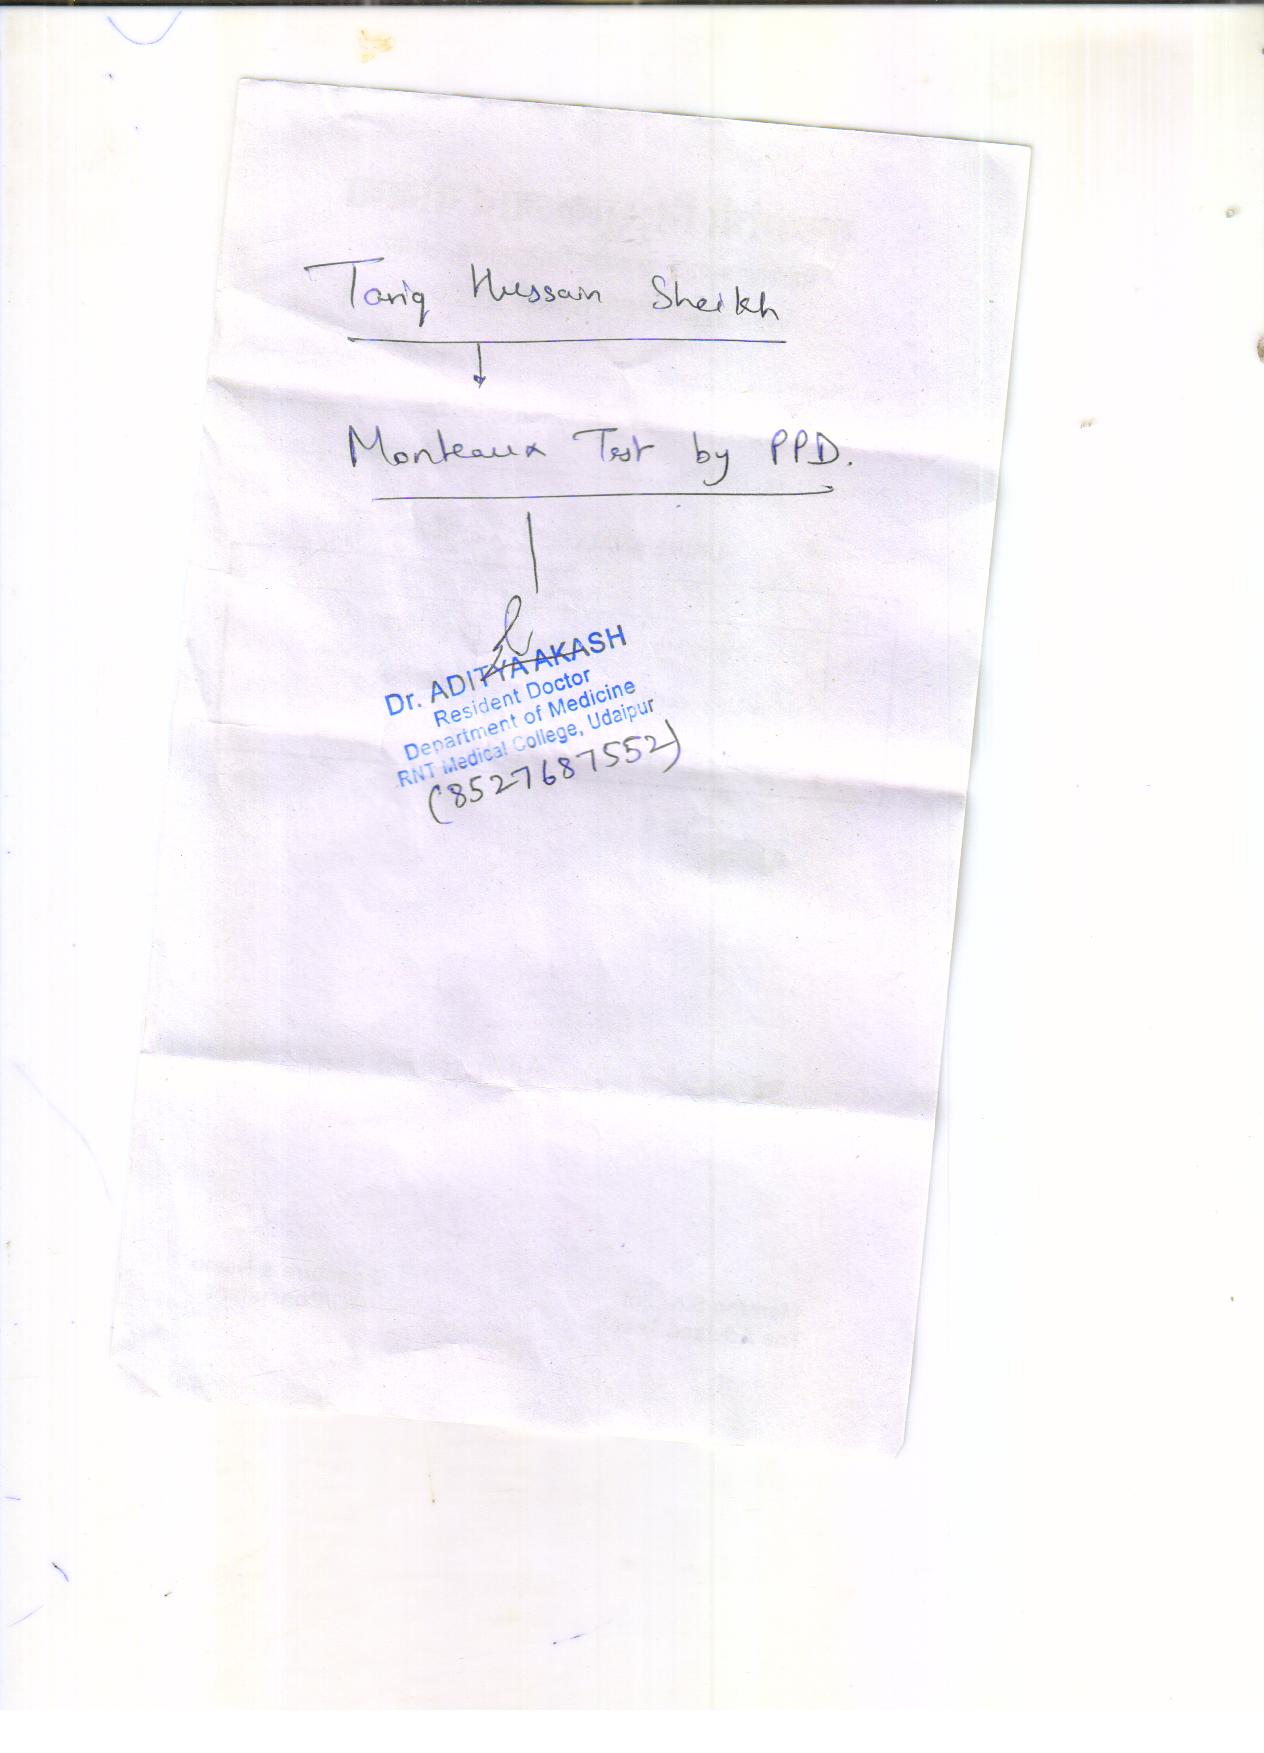 Tariq Hussain Sheikh
Monteaux Test by PPD.
Dr. ADITYA AKASH
Resident Doctor
Department of Medicine
RNT Medical College, Udaipur
(8527687552)